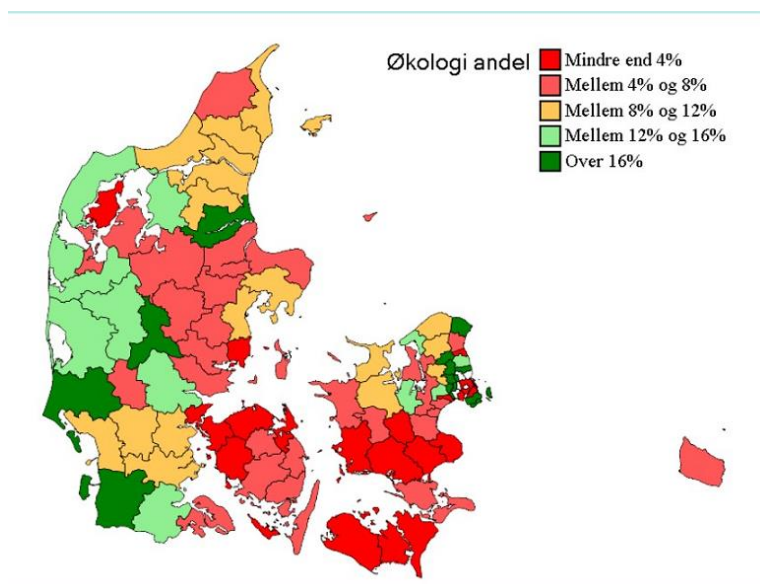 Økologi andel
Mindre end 4%
Mellem 4% og 8%
Mellem 8% og 12%
Mellem 12% og 16%
Over 16%